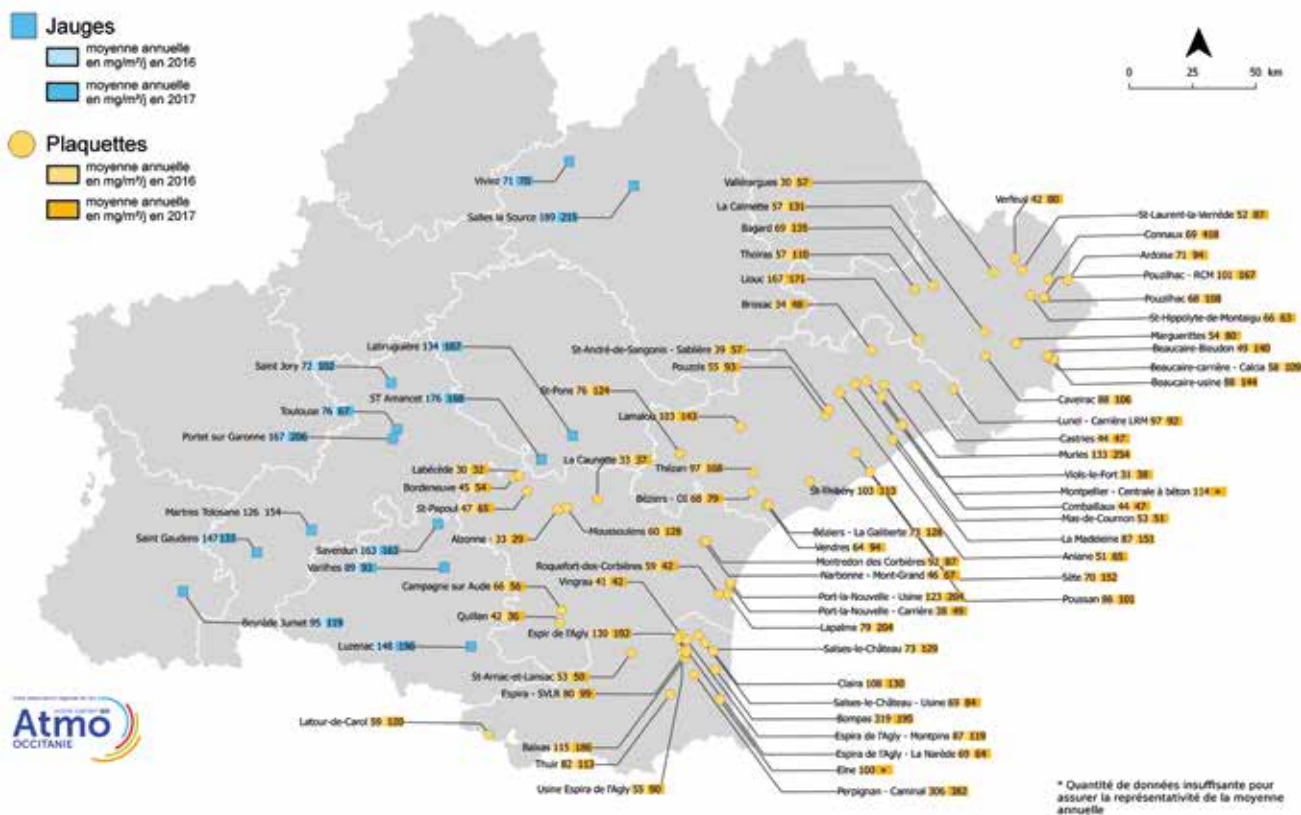 Jauges
moyenne annuelle
en mg/m²/j en 2016
moyenne annuelle
en mg/m²/j en 2017
Plaquettes
moyenne annuelle
en mg/m²/j en 2016
moyenne annuelle
en mg/m²/j en 2017
0 25 50 km
Viviez 71 70
Salles la Source 189 215
Vallérargues 30 57
La Calmette 57 131
Bagard 69 135
Thoiras 57 110
Liouc 167 171
Brissac 34 48
Verfeuil 42 80
St-Laurent-la-Vernède 52 87
Connaux 69 408
Ardoise 71 94
Pouzilhac - RCM 101 167
Pouzilhac 68 108
St-Hippolyte de Montaigu 66 63
Marguerittes 54 80
Beaucaire-Bieudon 49 140
Beaucaire-carrière - Calcia 58 109
Beaucaire-usine 88 144
Caveirac 88 106
Lunel - Carrière LRM 97 92
Castries 44 47
Murles 133 254
Viols-le-Fort 31 38
Montpellier - Centrale à béton 114 *
Combaillaux 44 47
Mas-de-Cournon 53 51
La Madeleine 87 151
Aniane 51 65
Sète 70 152
Poussan 86 101
Labruguière 134 167
Saint Jory 72 102
ST Amancet 176 168
Toulouse 76 67
Portet sur Garonne 167 206
St-André-de-Sangonis - Sablière 39 57
Pouzols 55 93
St-Pons 76 124
Lamalou 103 143
La Caunette 33 37
Thézan 97 108
Labécède 30 32
Bordeneuve 45 54
St-Papoul 47 65
Béziers - OS 68 79
St-Thibéry 103 110
Martres Tolosane 126 154
Saint Gaudens 147 133
Alzonne - 33 29
Moussoulens 60 128
Béziers - La Galiberte 73 128
Vendres 64 94
Saverdun 163 163
Varilhes 89 93
Roquefort-des-Corbières 59 42
Montredon des Corbières 92 87
Narbonne - Mont-Grand 46 67
Campagne sur Aude 66 56
Vingrau 41 42
Port-la-Nouvelle - Usine 123 204
Port-la-Nouvelle - Carrière 38 49
Quillan 42 36
Lapalme 79 204
Beyrède Jumet 95 119
Espir de l'Agly 130 102
Salses-le-Château 73 129
Luzenac 148 196
St-Arnac-et-Lansac 53 50
Claira 108 130
Espira - SVLR 80 99
Salses-le-Château - Usine 69 84
Bompas 319 195
Latour-de-Carol 59 120
Espira de l'Agly - Montpins 87 119
Baixas 115 186
Espira de l'Agly - La Narède 69 64
Thuir 82 113
Elne 100 *
Usine Espira de l'Agly 55 90
Perpignan - Caminal 306 282
Atmo
OCCITANIE
* Quantité de données insuffisante pour
assurer la représentativité de la moyenne
annuelle